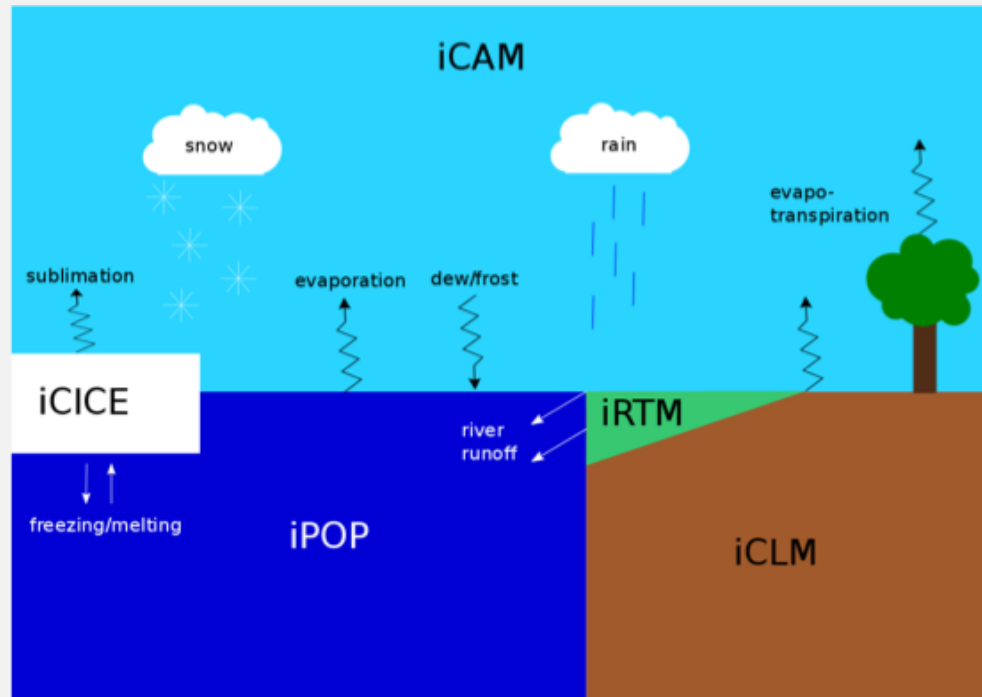 iCAM
snow
rain
evapo-
transpiration
sublimation
evaporation
dew/frost
iCICE
iRTM
river
runoff
freezing/melting
iPOP
iCLM